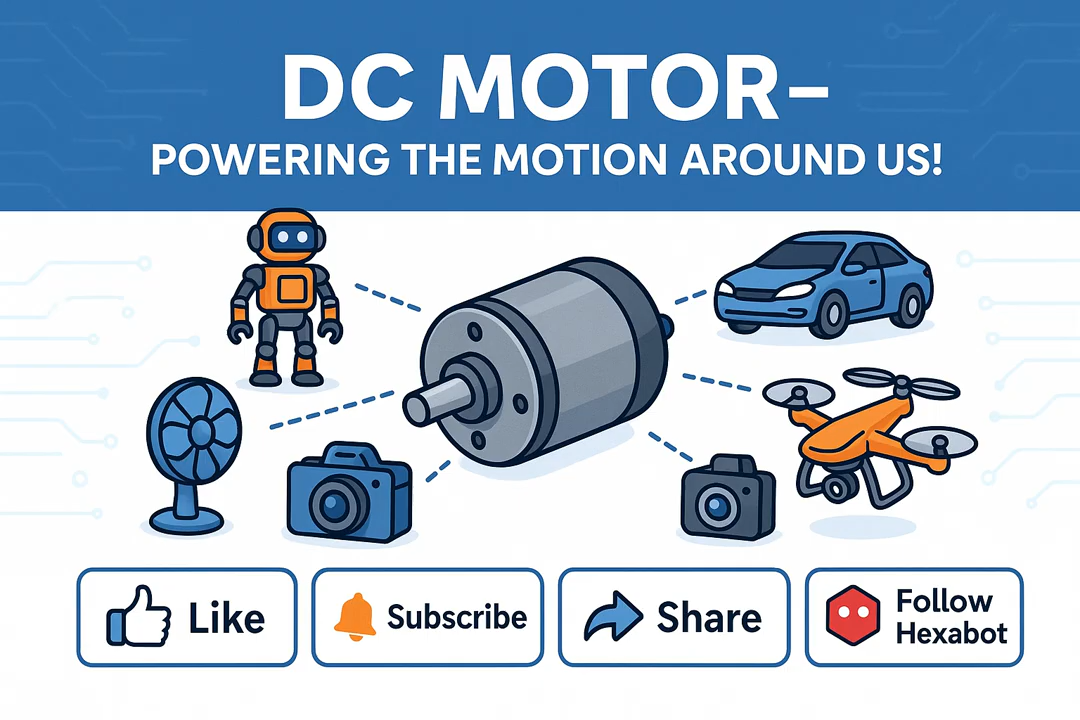 DC MOTOR–
POWERING THE MOTION AROUND US!
Like
Subscribe
Share
Follow
Hexabot